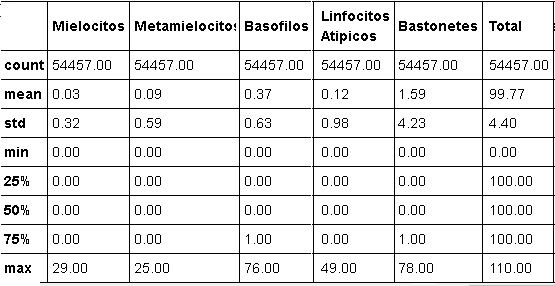 Mielocitos Metamielocitos Basofilos Linfocitos Atipicos Bastonetes Total
count 54457.00 54457.00 54457.00 54457.00 54457.00 54457.00
mean 0.03 0.09 0.37 0.12 1.59 99.77
std 0.32 0.59 0.63 0.98 4.23 4.40
min 0.00 0.00 0.00 0.00 0.00 0.00
25% 0.00 0.00 0.00 0.00 0.00 100.00
50% 0.00 0.00 0.00 0.00 0.00 100.00
75% 0.00 0.00 1.00 0.00 1.00 100.00
max 29.00 25.00 76.00 49.00 78.00 110.00